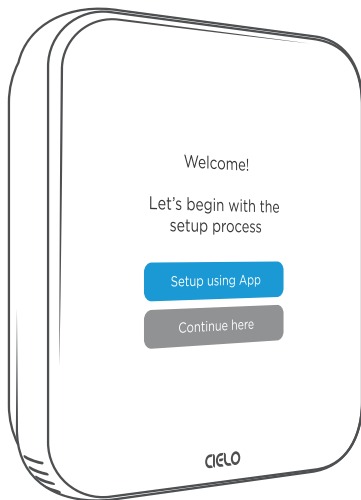 Welcome!
Let's begin with the
setup process
Setup using App
Continue here
CIELO